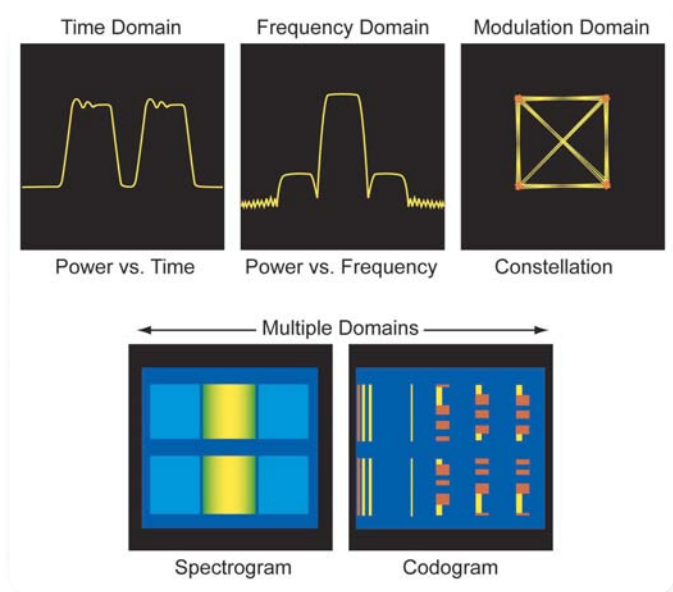 Time Domain
Frequency Domain
Modulation Domain
Power vs. Time
Power vs. Frequency
Constellation
Multiple Domains
Spectrogram
Codogram